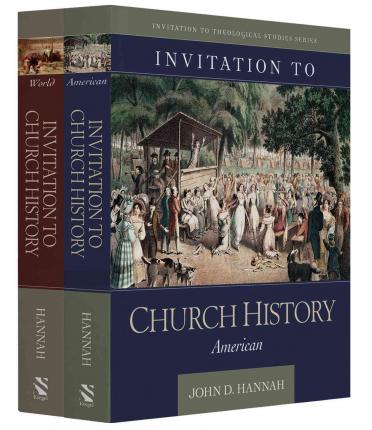 INVITATION TO THEOLOGICAL STUDIES SERIES
INVITATION TO
CHURCH HISTORY
American
JOHN D. HANNAH
World
INVITATION TO
CHURCH HISTORY
HANNAH
Kregel
American
INVITATION TO
CHURCH HISTORY
HANNAH
Kregel